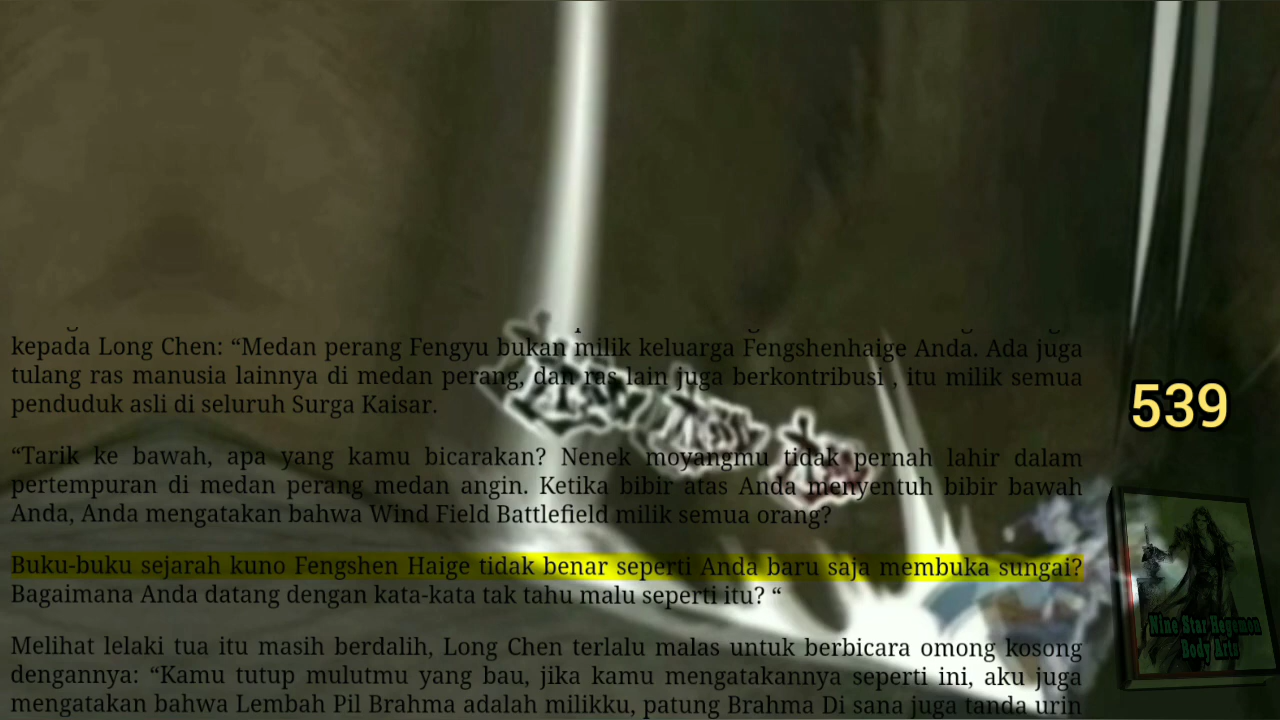 kepada Long Chen: “Medan perang Fengyu bukan milik keluarga Fengshenhaige Anda. Ada juga
tulang ras manusia lainnya di medan perang, dan ras lain juga berkontribusi , itu milik semua
penduduk asli di seluruh Surga Kaisar.
“Tarik ke bawah, apa yang kamu bicarakan? Nenek moyangmu tidak pernah lahir dalam
pertempuran di medan perang medan angin. Ketika bibir atas Anda menyentuh bibir bawah
Anda, Anda mengatakan bahwa Wind Field Battlefield milik semua orang?
Buku-buku sejarah kuno Fengshen Haige tidak benar seperti Anda baru saja membuka sungai?
Bagaimana Anda datang dengan kata-kata tak tahu malu seperti itu? “
Melihat lelaki tua itu masih berdalih, Long Chen terlalu malas untuk berbicara omong kosong
dengannya: “Kamu tutup mulutmu yang bau, jika kamu mengatakannya seperti ini, aku juga
mengatakan bahwa Lembah Pil Brahma adalah milikku, patung Brahma Di sana juga tanda urin
539
Nine Star Hegemon
Body Arts